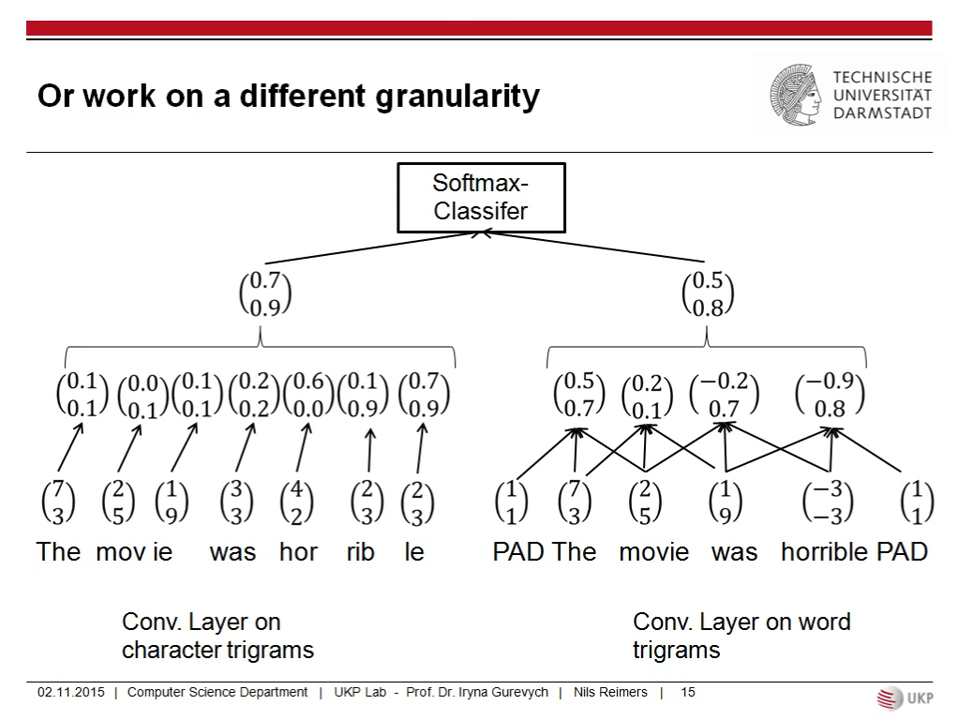 Or work on a different granularity
TECHNISCHE
UNIVERSITÄT
DARMSTADT
Softmax-
Classifer
0.7 0.5
0.9 0.8
0.1 0.0 0.1 0.2 0.6 0.1 0.7 0.5 0.2 −0.2 −0.9
0.1 0.1 0.1 0.2 0.0 0.9 0.9 0.7 0.1 0.7 0.8
7 2 1 3 4 2 2 1 7 2 1 −3 1
3 5 9 3 2 3 3 1 3 5 9 −3 1
The mov ie was hor rib le PAD The movie was horrible PAD
Conv. Layer on
character trigrams
Conv. Layer on word
trigrams
02.11.2015 | Computer Science Department | UKP Lab - Prof. Dr. Iryna Gurevych | Nils Reimers | 15
UKP